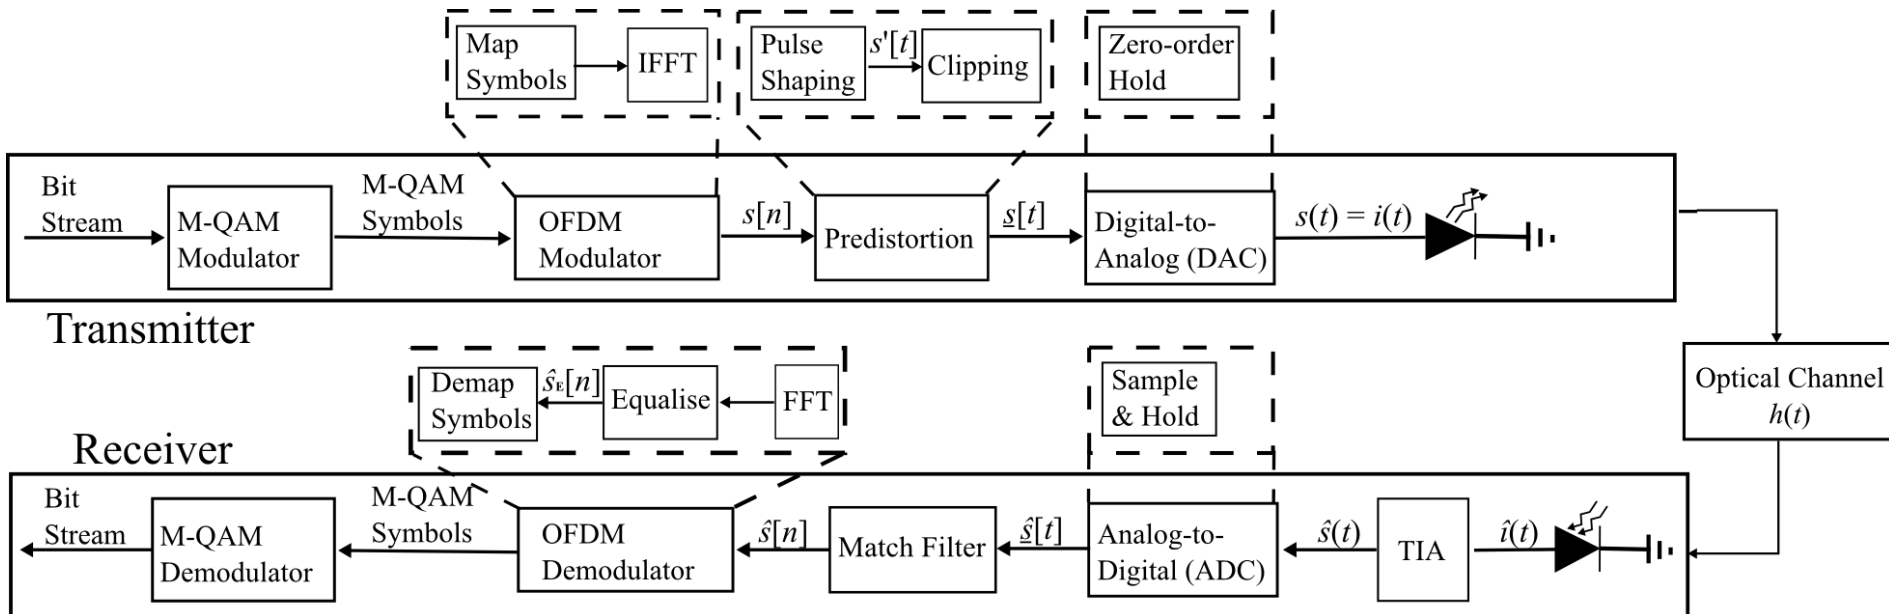 Map
Symbols
IFFT
Pulse
Shaping
s'[t]
Clipping
Zero-order
Hold
Bit
Stream
M-QAM
Modulator
M-QAM
Symbols
OFDM
Modulator
s[n]
Predistortion
s̲[t]
Digital-to-
Analog (DAC)
s(t) = i(t)
Transmitter
Optical Channel
h(t)
Demap
Symbols
ŝᴇ[n]
Equalise
FFT
Sample
& Hold
Receiver
Bit
Stream
M-QAM
Demodulator
M-QAM
Symbols
OFDM
Demodulator
ŝ[n]
Match Filter
ŝ̲[t]
Analog-to-
Digital (ADC)
ŝ(t)
TIA
î(t)